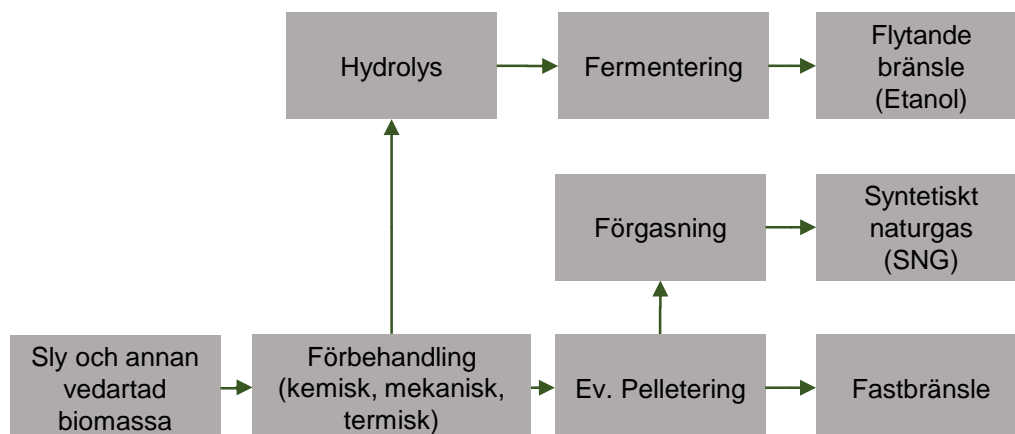 Hydrolys
Fermentering
Flytande
bränsle
(Etanol)
Förgasning
Syntetiskt
naturgas
(SNG)
Sly och annan
vedartad
biomassa
Förbehandling
(kemisk, mekanisk,
termisk)
Ev. Pelletering
Fastbränsle